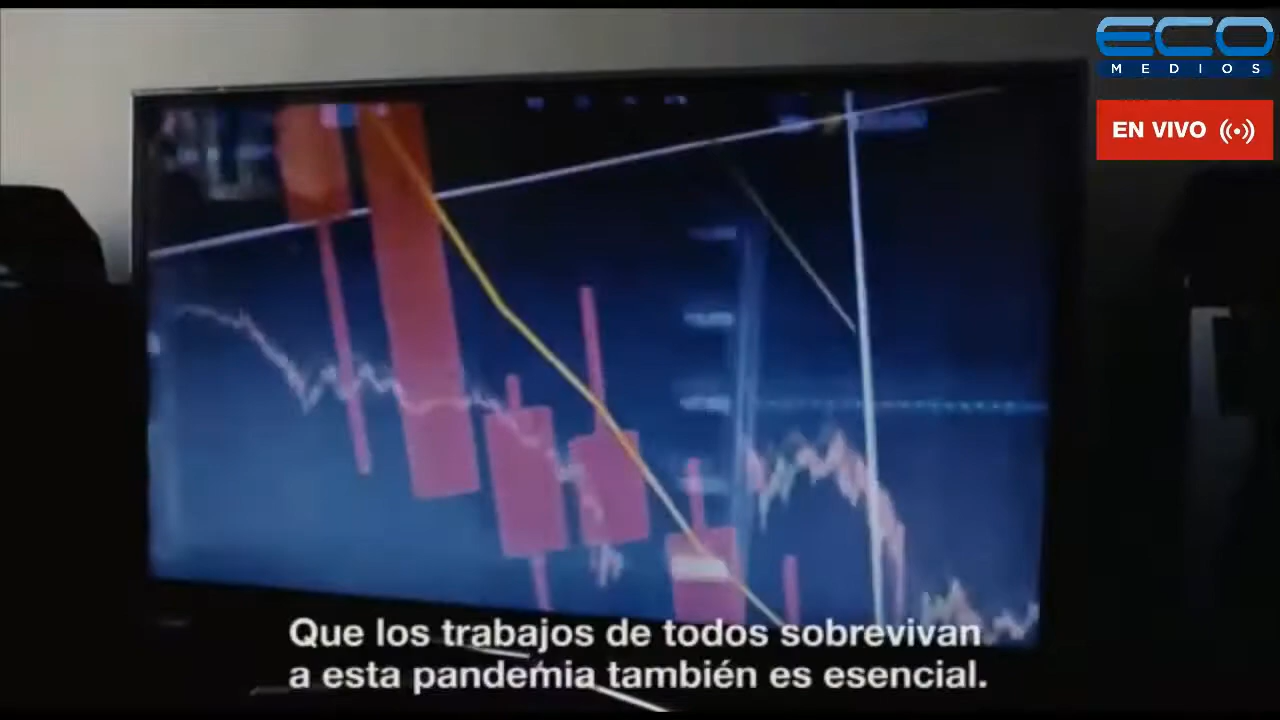 ECO
MEDIOS
EN VIVO
Que los trabajos de todos sobrevivan
a esta pandemia también es esencial.